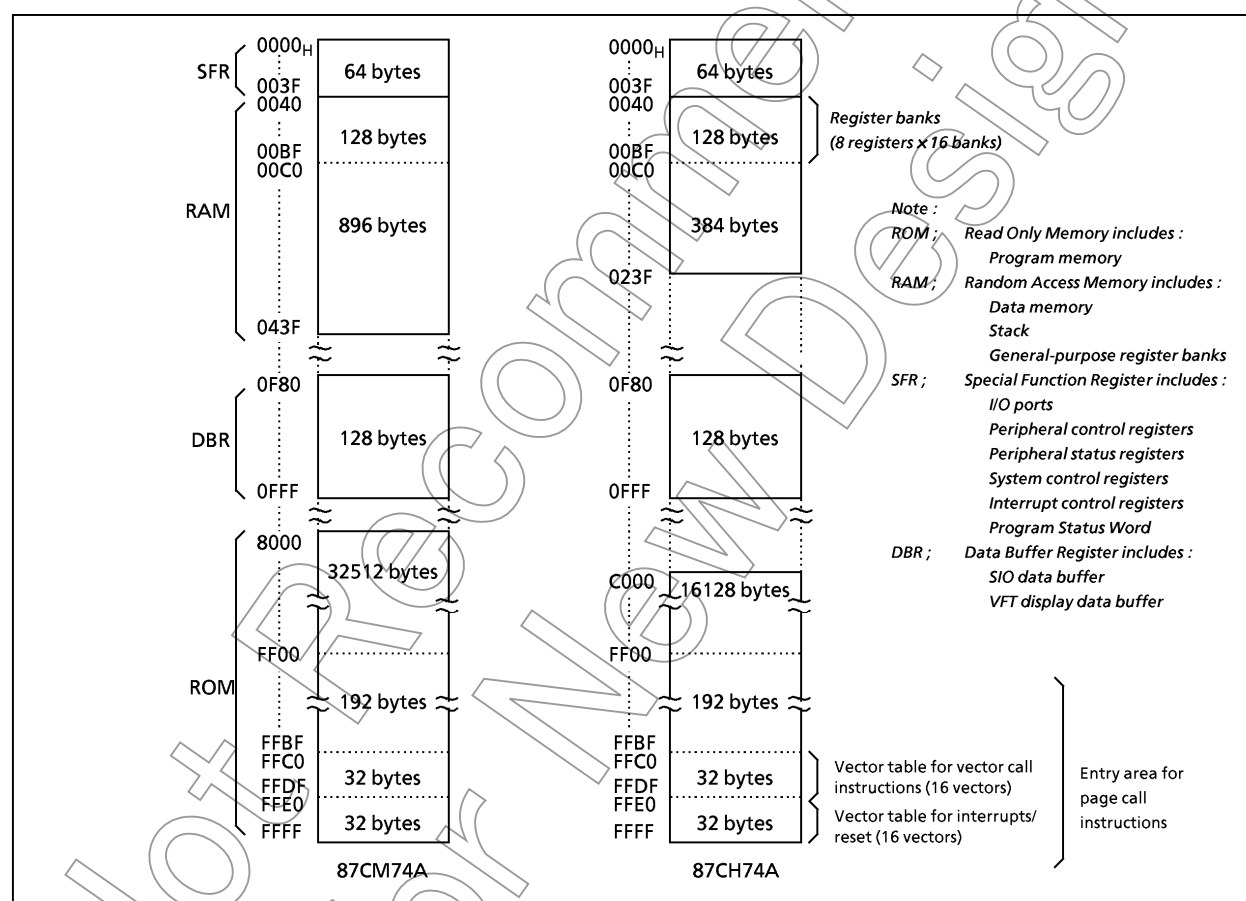 0000H
SFR
64 bytes
003F
0040
128 bytes
00BF
00C0
RAM
896 bytes
043F
0F80
DBR
128 bytes
0FFF
8000
32512 bytes
FF00
ROM
192 bytes
FFBF
FFC0
32 bytes
FFDF
FFE0
32 bytes
FFFF
87CM74A
0000H
64 bytes
003F
0040
128 bytes
00BF
00C0
384 bytes
023F
0F80
128 bytes
0FFF
C000
16128 bytes
FF00
192 bytes
FFBF
FFC0
32 bytes
FFDF
FFE0
32 bytes
FFFF
87CH74A
Register banks
(8 registers × 16 banks)
Note :
ROM ; Read Only Memory includes :
Program memory
RAM ; Random Access Memory includes :
Data memory
Stack
General-purpose register banks
SFR ; Special Function Register includes :
I/O ports
Peripheral control registers
Peripheral status registers
System control registers
Interrupt control registers
Program Status Word
DBR ; Data Buffer Register includes :
SIO data buffer
VFT display data buffer
Vector table for vector call
instructions (16 vectors)
Vector table for interrupts/
reset (16 vectors)
Entry area for
page call
instructions
ot Recommen
or New Desig